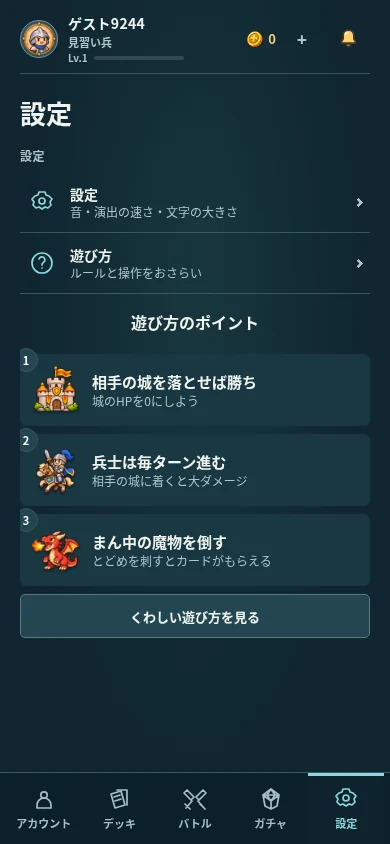 ゲスト9244
見習い兵
Lv.1
0
+
設定
設定
設定
音・演出の速さ・文字の大きさ
遊び方
ルールと操作をおさらい
遊び方のポイント
1
相手の城を落とせば勝ち
城のHPを0にしよう
2
兵士は毎ターン進む
相手の城に着くと大ダメージ
3
まん中の魔物を倒す
とどめを刺すとカードがもらえる
くわしい遊び方を見る
アカウント
デッキ
バトル
ガチャ
設定